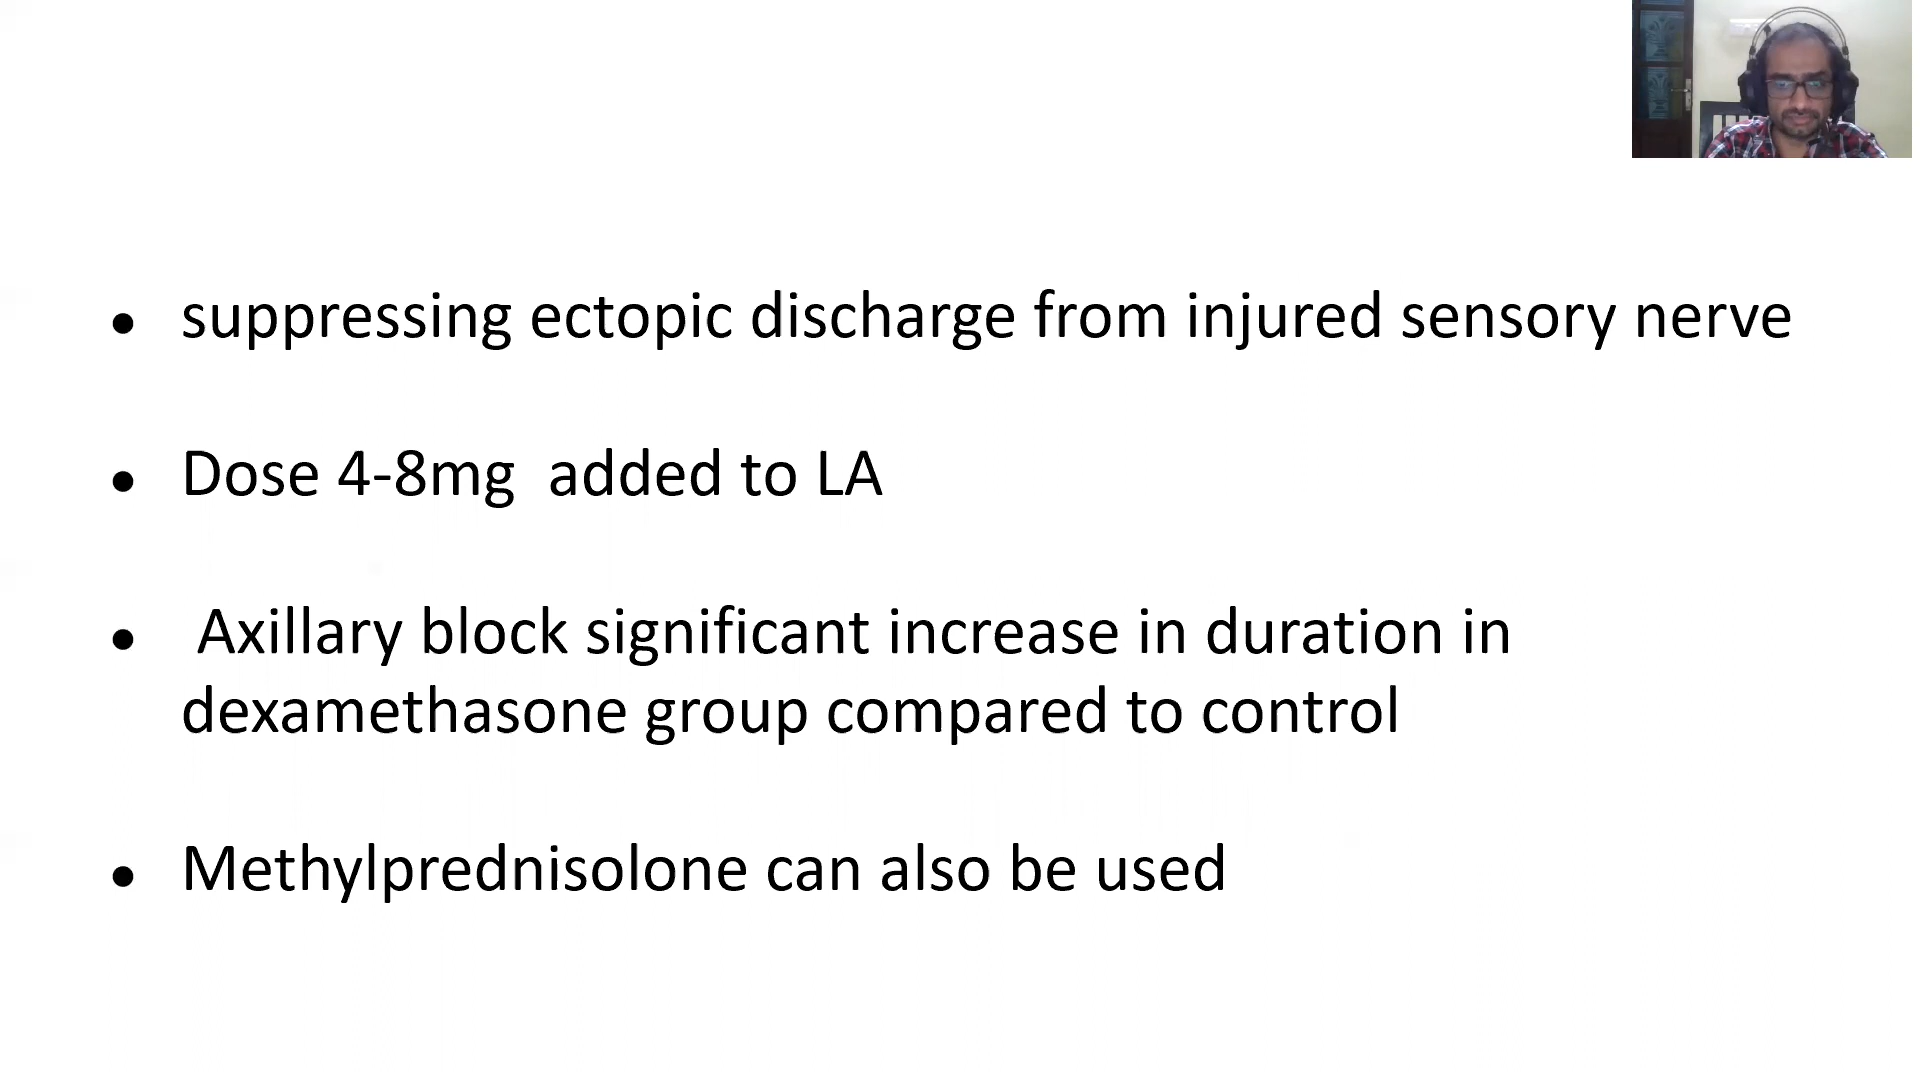 • suppressing ectopic discharge from injured sensory nerve
• Dose 4-8mg  added to LA
• Axillary block significant increase in duration in
dexamethasone group compared to control
• Methylprednisolone can also be used